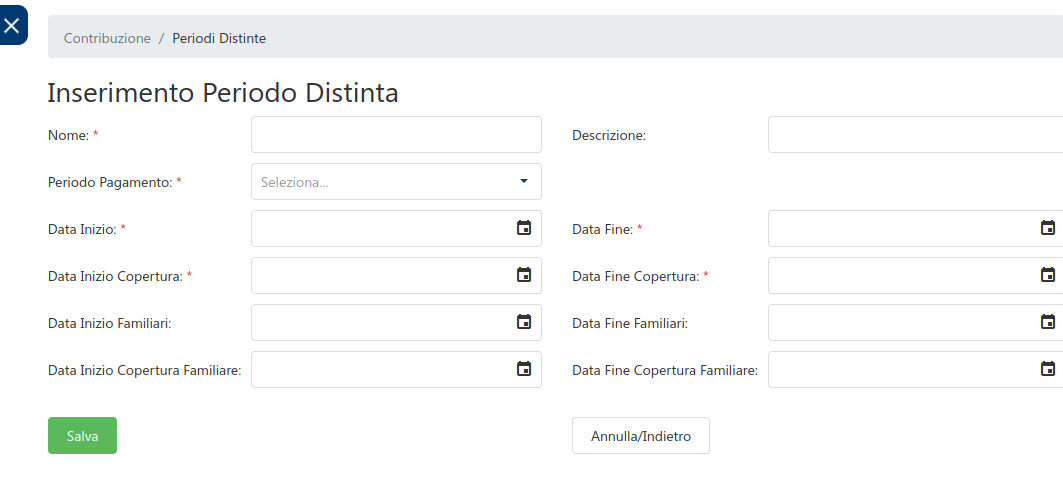 Contribuzione / Periodi Distinte
Inserimento Periodo Distinta
Nome: *
Descrizione:
Periodo Pagamento: *
Seleziona...
Data Inizio: *
Data Fine: *
Data Inizio Copertura: *
Data Fine Copertura: *
Data Inizio Familiari:
Data Fine Familiari:
Data Inizio Copertura Familiare:
Data Fine Copertura Familiare:
Salva
Annulla/Indietro